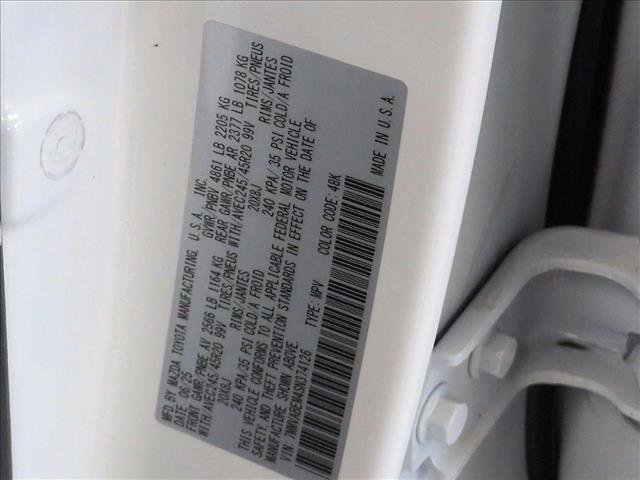 MFD BY MAZDA TOYOTA MANUFACTURING, U.S.A., INC.
DATE: 06/25 GVWR/PNBV 4861 LB 2205 KG
FRONT GAWR/PNBE AV 2566 LB 1164 KG REAR GAWR/PNBE AR 2377 LB 1078 KG
WITH/AVEC245/45R20 99V TIRES/PNEUS WITH/AVEC245/45R20 99V TIRES/PNEUS
20X8J RIMS/JANTES 20X8J RIMS/JANTES
240 KPA/35 PSI COLD/A FROID 240 KPA/35 PSI COLD/A FROID
THIS VEHICLE CONFORMS TO ALL APPLICABLE FEDERAL MOTOR VEHICLE
SAFETY, AND THEFT PREVENTION STANDARDS IN EFFECT ON THE DATE OF
MANUFACTURE SHOWN ABOVE.
VIN: TYPE: MPV COLOR CODE: 48K
MADE IN U.S.A.